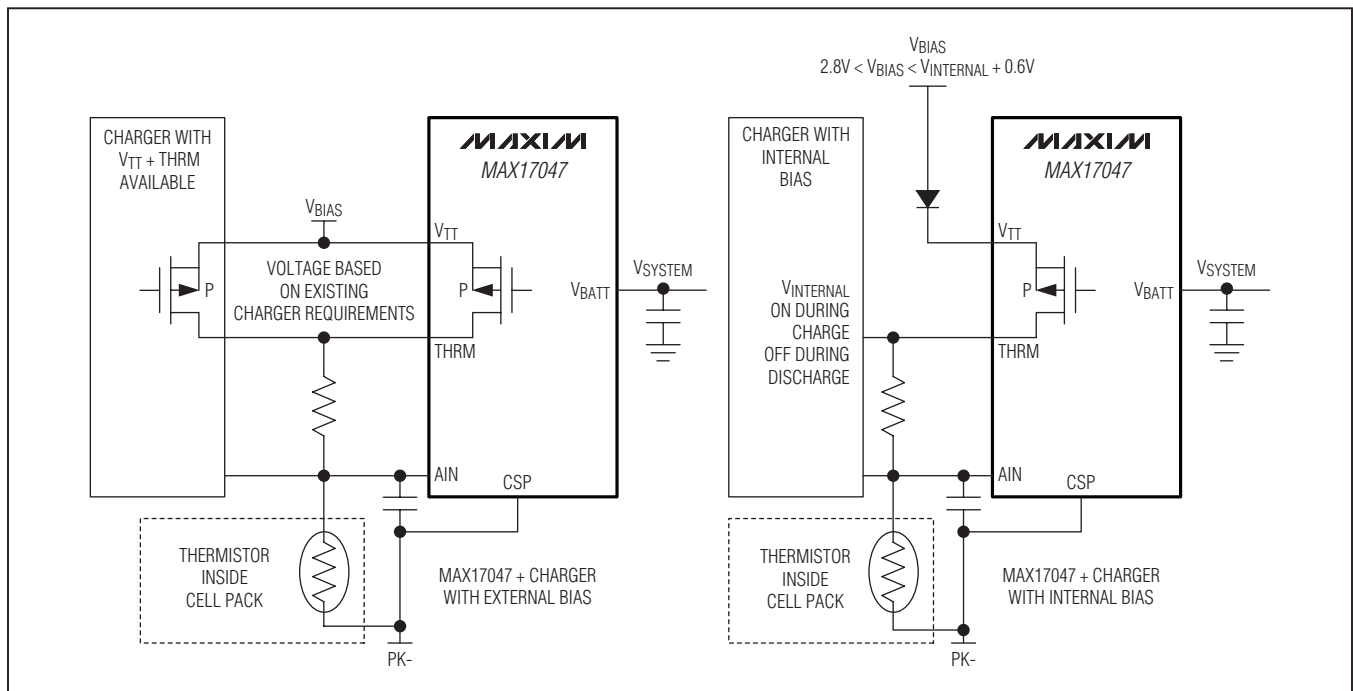 CHARGER WITH
VTT + THRM
AVAILABLE
VBIAS
VOLTAGE BASED
ON EXISTING
CHARGER REQUIREMENTS
P
P
MAXIM
MAX17047
VTT
THRM
AIN
CSP
VBATT
VSYSTEM
THERMISTOR
INSIDE
CELL PACK
PK-
MAX17047 + CHARGER
WITH EXTERNAL BIAS
VBIAS
2.8V < VBIAS < VINTERNAL + 0.6V
CHARGER WITH
INTERNAL
BIAS
VINTERNAL
ON DURING
CHARGE
OFF DURING
DISCHARGE
MAXIM
MAX17047
VTT
P
THRM
AIN
CSP
VBATT
VSYSTEM
THERMISTOR
INSIDE
CELL PACK
PK-
MAX17047 + CHARGER
WITH INTERNAL BIAS